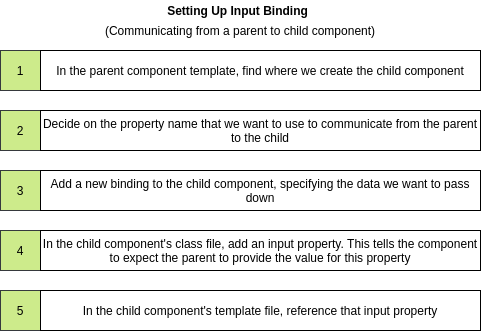 Setting Up Input Binding
(Communicating from a parent to child component)
1
In the parent component template, find where we create the child component
2
Decide on the property name that we want to use to communicate from the parent
to the child
3
Add a new binding to the child component, specifying the data we want to pass
down
4
In the child component's class file, add an input property. This tells the component
to expect the parent to provide the value for this property
5
In the child component's template file, reference that input property